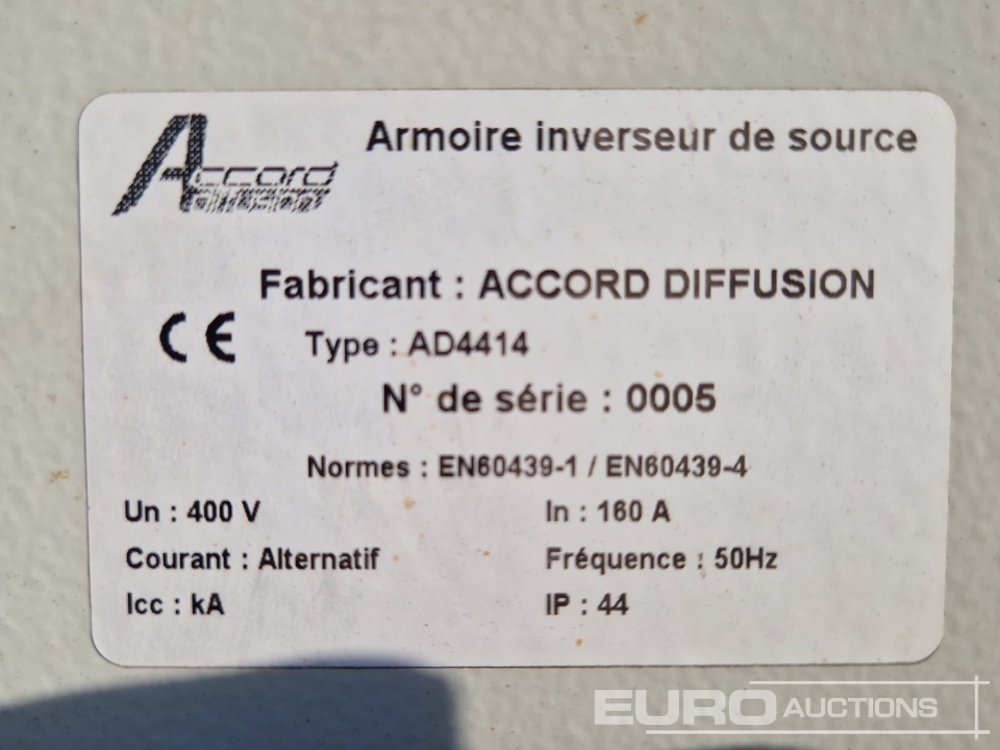 Accord
Armoire inverseur de source
Fabricant : ACCORD DIFFUSION
CE
Type : AD4414
N° de série : 0005
Normes : EN60439-1 / EN60439-4
Un : 400 V
In : 160 A
Courant : Alternatif
Fréquence : 50Hz
Icc : kA
IP : 44
EURO AUCTIONS